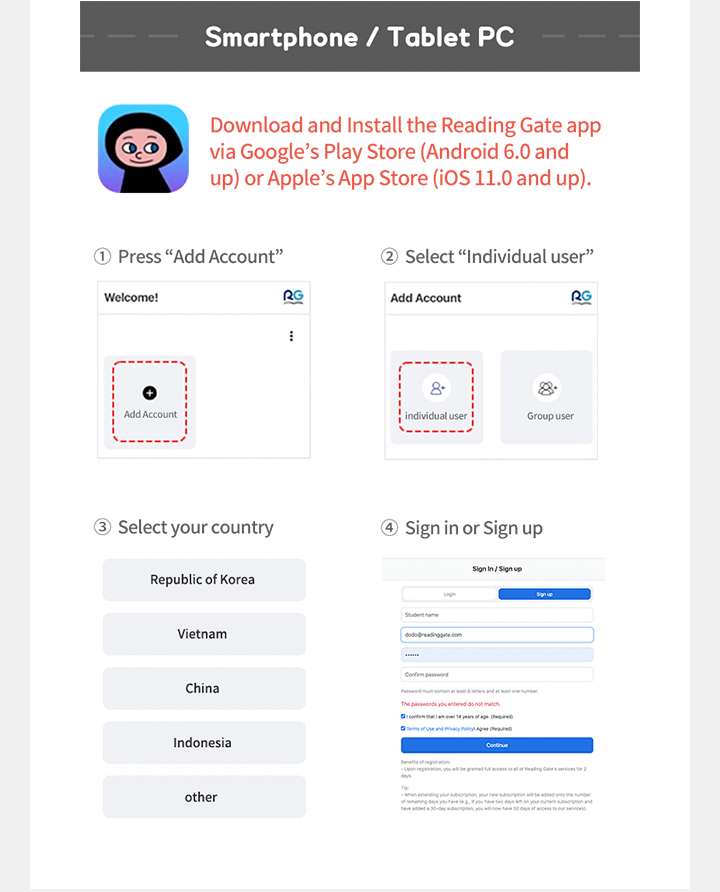 Smartphone / Tablet PC
Download and Install the Reading Gate app
via Google's Play Store (Android 6.0 and
up) or Apple's App Store (iOS 11.0 and up).
① Press “Add Account”
Welcome!
RG
Add Account
② Select “Individual user”
Add Account
RG
individual user
Group user
③ Select your country
Republic of Korea
Vietnam
China
Indonesia
other
④ Sign in or Sign up
Sign In / Sign up
Login
Sign up
Student name
dodo@readinggate.com
••••••
Confirm password
Password must contain at least 6 letters and at least one number.
The passwords you entered do not match.
I confirm that I am over 14 years of age. (Required)
Terms of Use and Privacy Policy I Agree (Required)
Continue
Benefits of registration:
- Upon registration, you will be granted full access to all of Reading Gate's services for 2
days.
Tip:
- When extending your subscription, your new subscription will be added onto the number
of remaining days you have (e.g., if you have two days left on your current subscription and
have added a 30-day subscription, you will now have 32 days of access to our services).